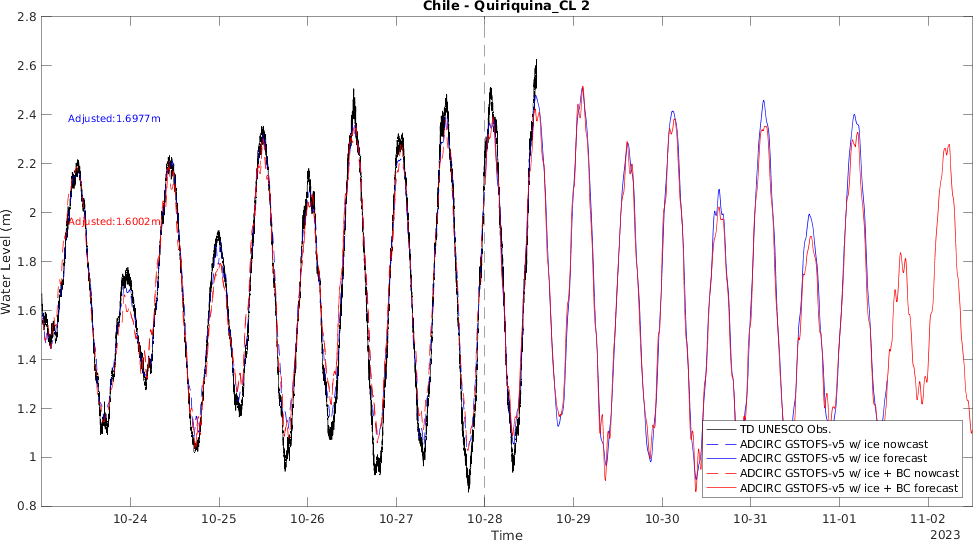 Chile - Quiriquina_CL 2
2.8
2.6
2.4
2.2
2
1.8
1.6
1.4
1.2
1
0.8
Water Level (m)
Adjusted:1.6977m
Adjusted:1.6002m
TD UNESCO Obs.
ADCIRC GSTOFS-v5 w/ ice nowcast
ADCIRC GSTOFS-v5 w/ ice forecast
ADCIRC GSTOFS-v5 w/ ice + BC nowcast
ADCIRC GSTOFS-v5 w/ ice + BC forecast
10-24 10-25 10-26 10-27 10-28 10-29 10-30 10-31 11-01 11-02
Time
2023